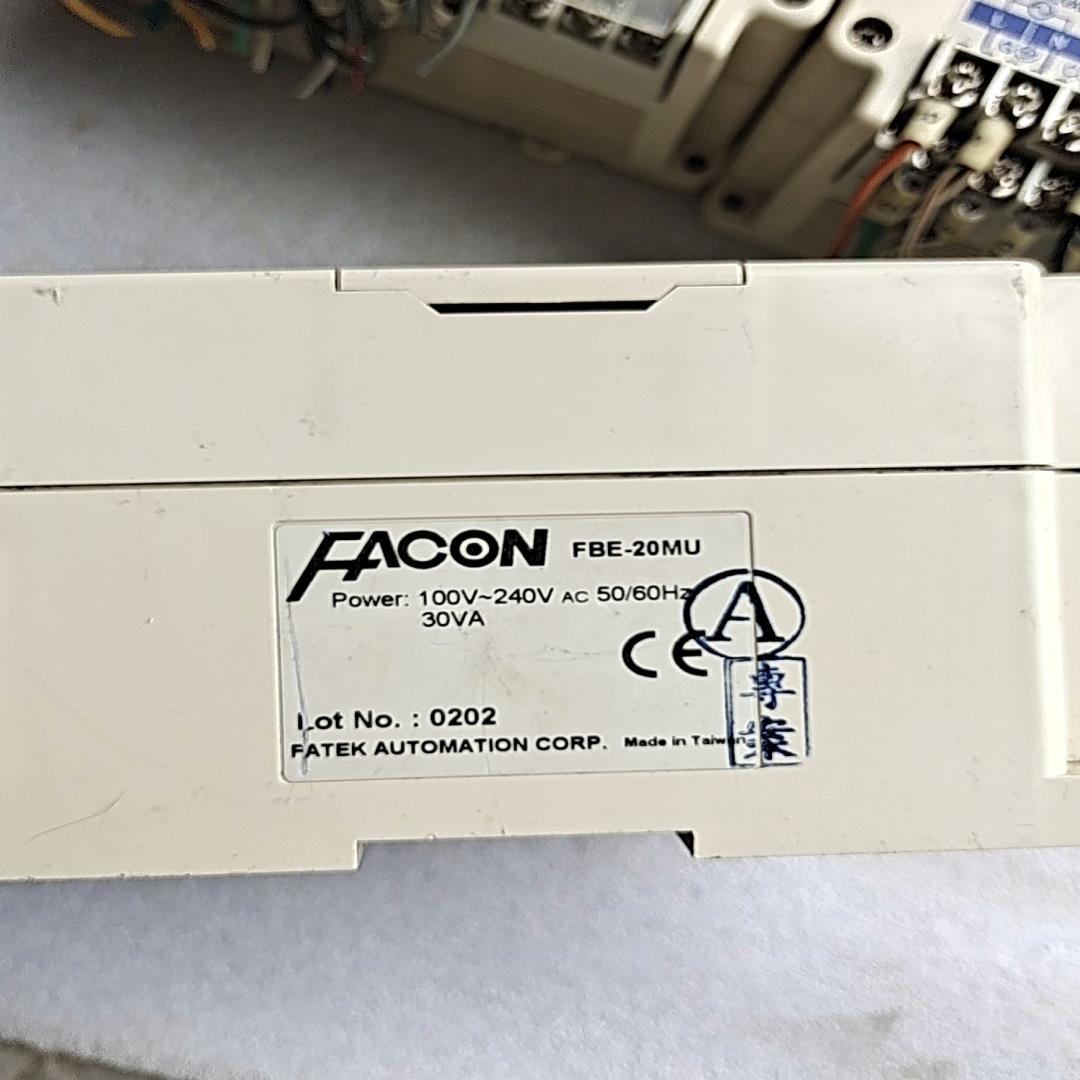 FACON FBE-20MU
Power: 100V~240V AC 50/60Hz
30VA
CE
A
Lot No. : 0202
FATEK AUTOMATION CORP. Made in Taiwan